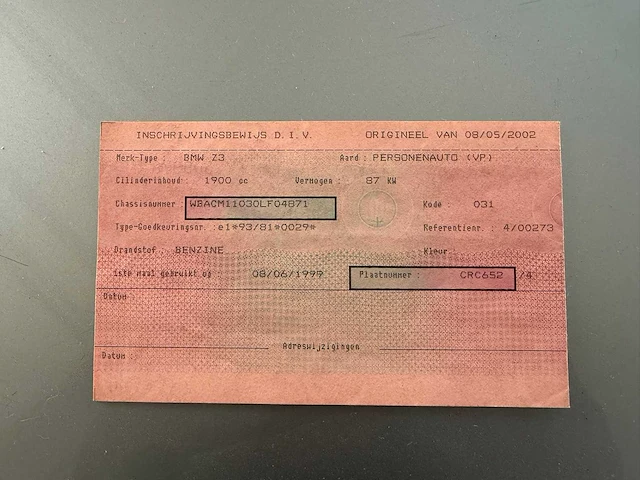 INSCHRIJVINGSBEWIJS D.I.V. ORIGINEEL VAN 08/05/2002
Merk-Type : BMW Z3 Aard : PERSONENAUTO (VP)
Cilinderinhoud : 1900 cc Vermogen : 87 KW
Chassisnummer : WBACM11030LF04871 Kode : 031
Type-Goedkeuringsnr. : e1*93/81*0029* Referentienr. : 4/00273
Brandstof : BENZINE Kleur :
1ste maal gebruikt op 08/06/1999 Plaatnummer : CRC652 /4
Datum :
Adreswijzigingen
Datum :